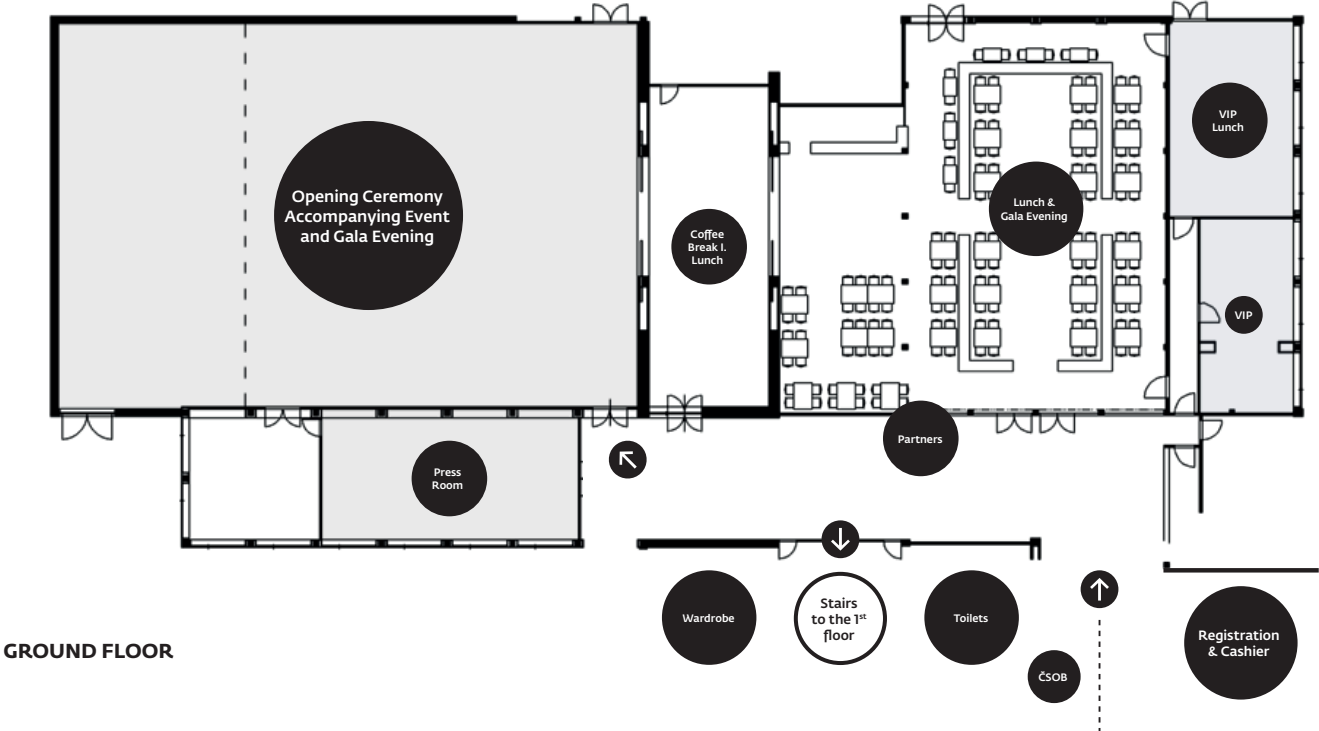 VIP
Lunch
Opening Ceremony
Accompanying Event
and Gala Evening
Lunch &
Gala Evening
Coffee
Break I.
Lunch
VIP
Partners
Press
Room
Wardrobe
Stairs
to the 1st
floor
Toilets
Registration
& Cashier
GROUND FLOOR
ČSOB